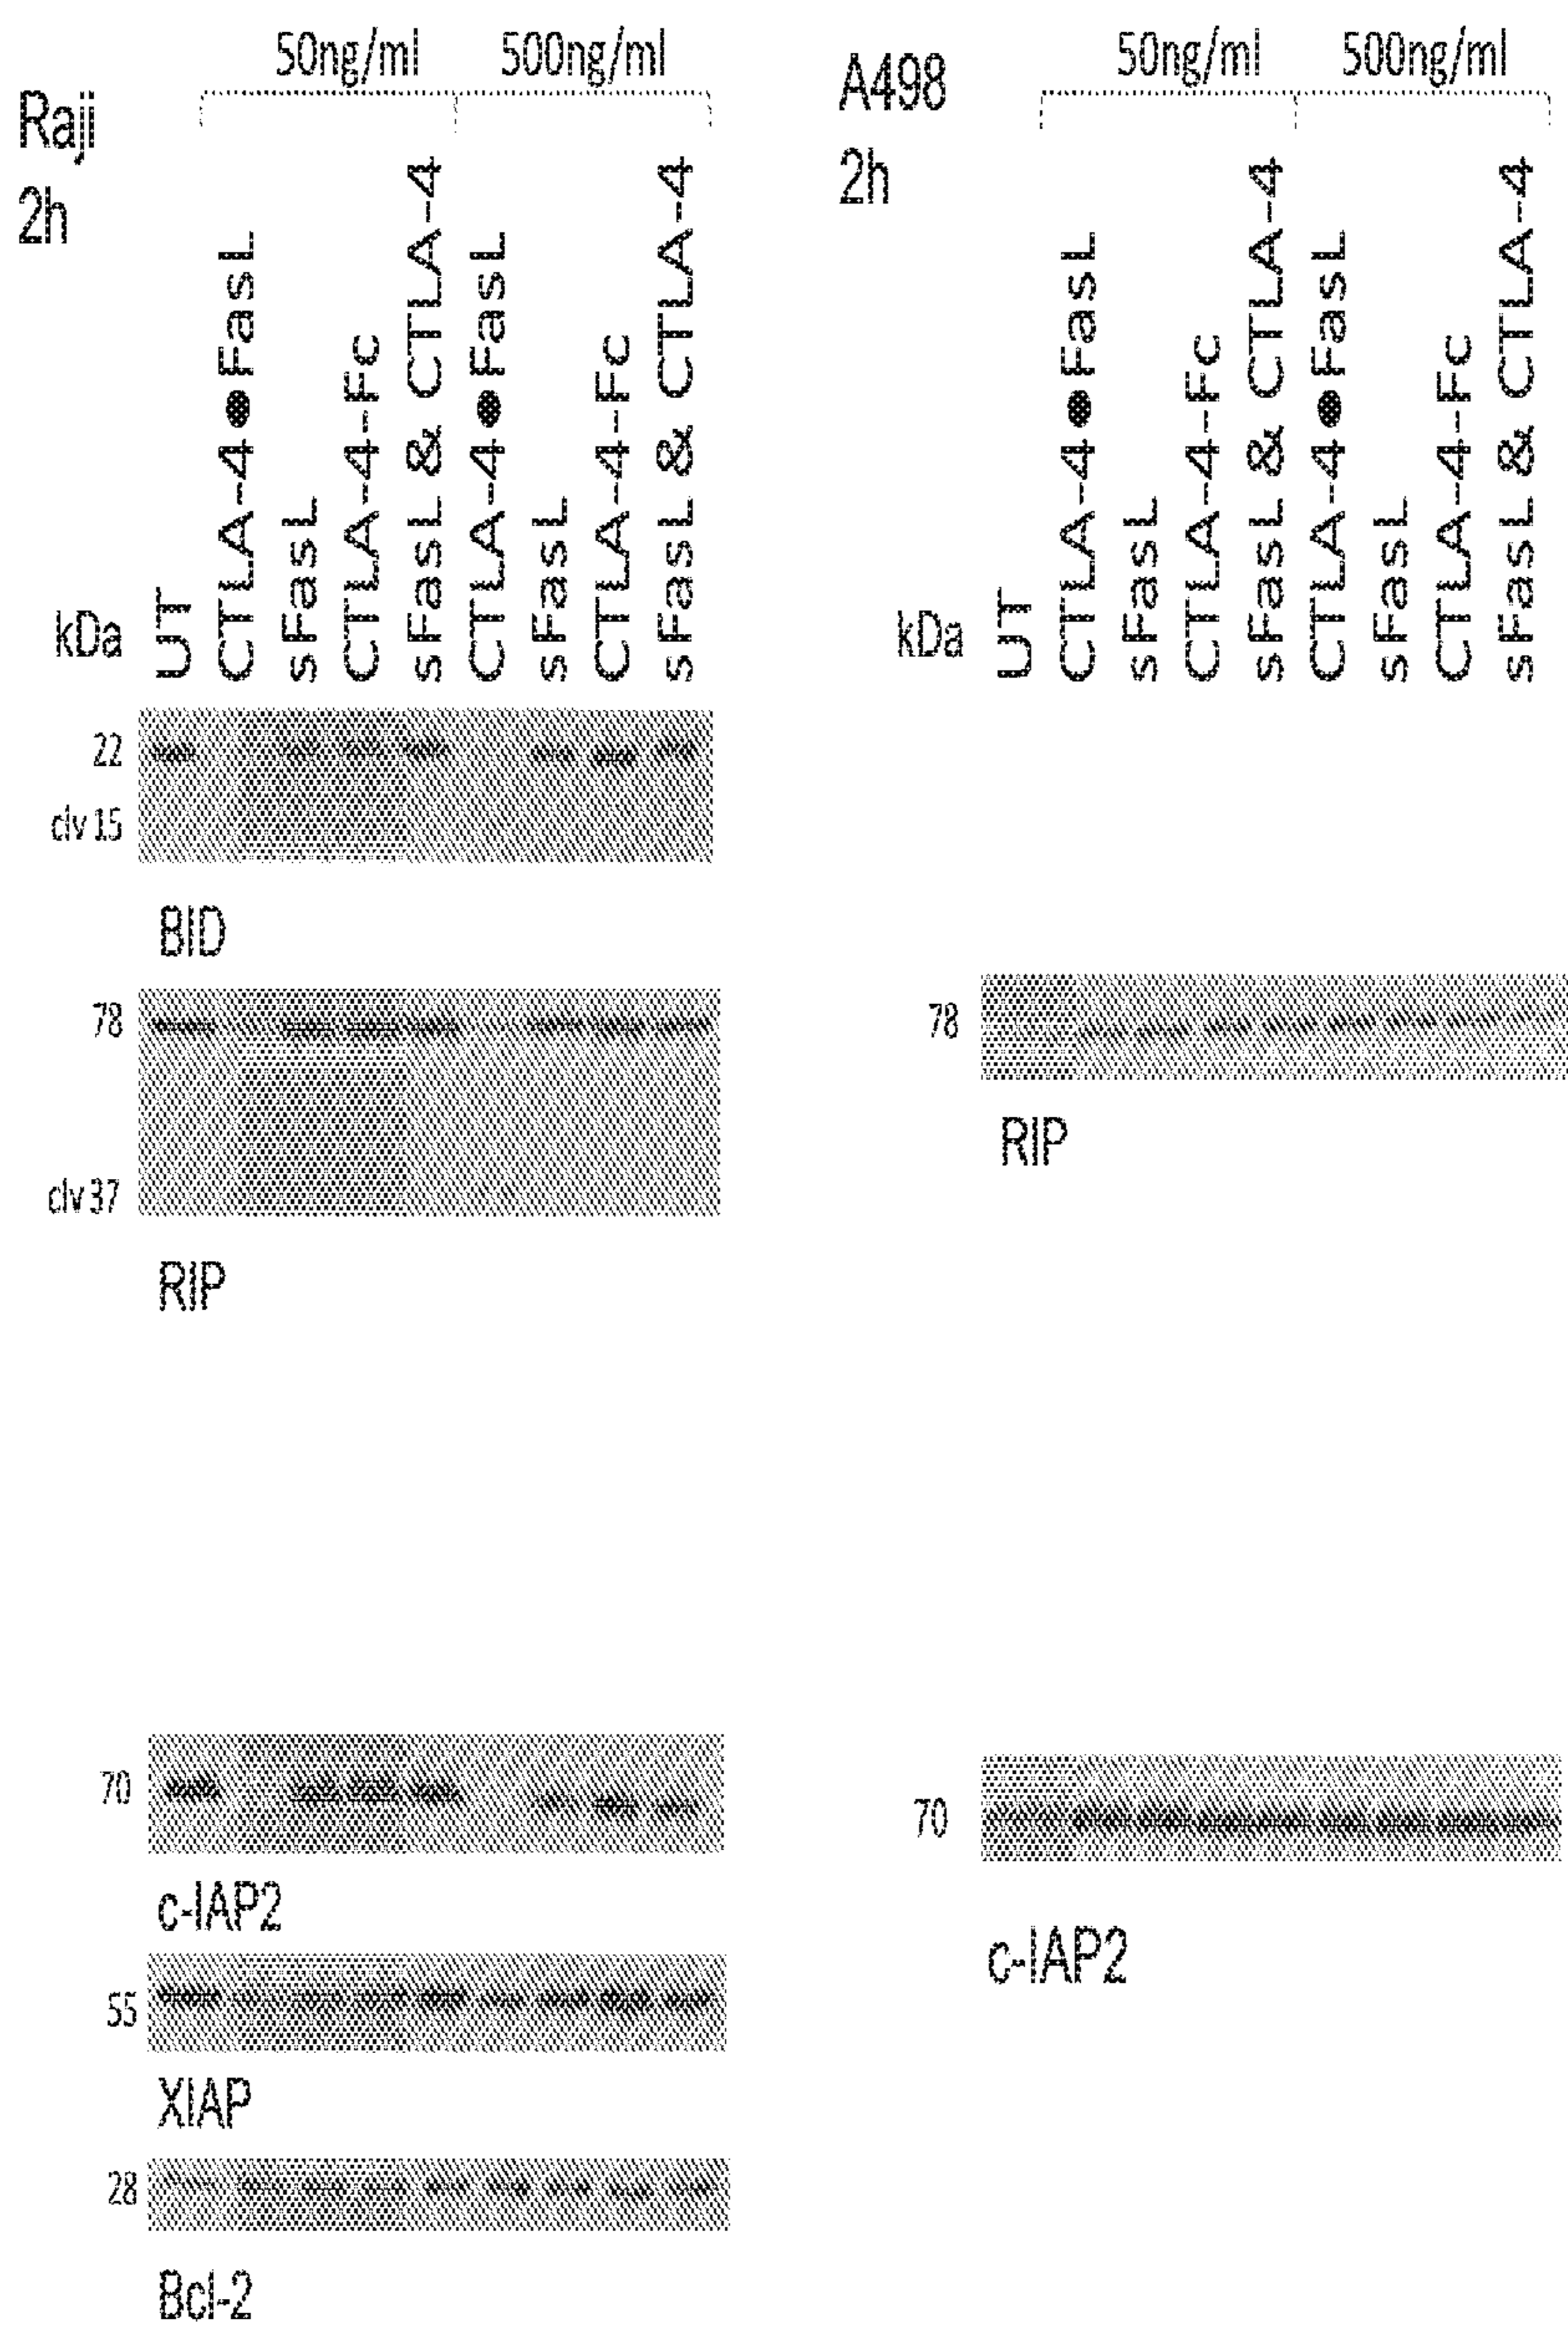 50ng/ml 500ng/ml
Raji
2h
kDa
UT
CTLA-4●FasL
sFasL
CTLA-4-Fc
sFasL & CTLA-4
CTLA-4●FasL
sFasL
CTLA-4-Fc
sFasL & CTLA-4
22
clv 15
BID
78
clv 37
RIP
70
c-IAP2
55
XIAP
28
Bcl-2
50ng/ml 500ng/ml
A498
2h
kDa
UT
CTLA-4●FasL
sFasL
CTLA-4-Fc
sFasL & CTLA-4
CTLA-4●FasL
sFasL
CTLA-4-Fc
sFasL & CTLA-4
78
RIP
70
c-IAP2